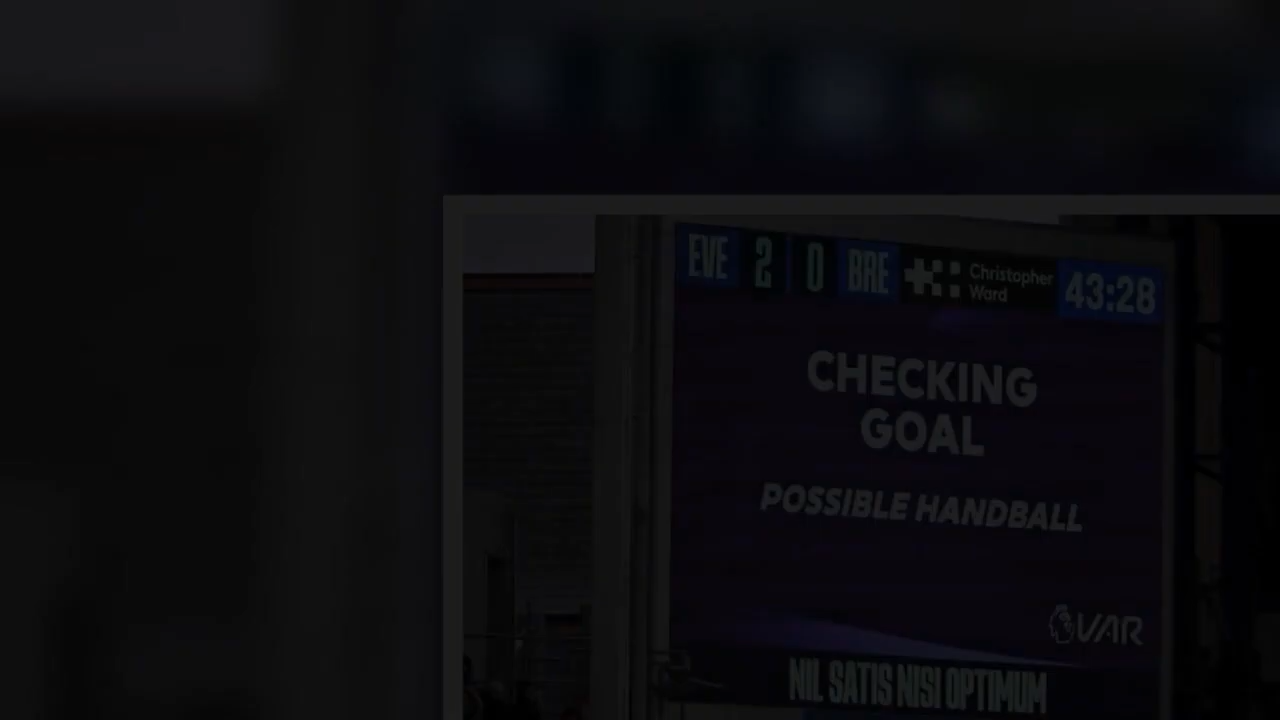 EVE 2 0 BRE Christopher Ward 43:28
CHECKING
GOAL
POSSIBLE HANDBALL
VAR
NIL SATIS NISI OPTIMUM